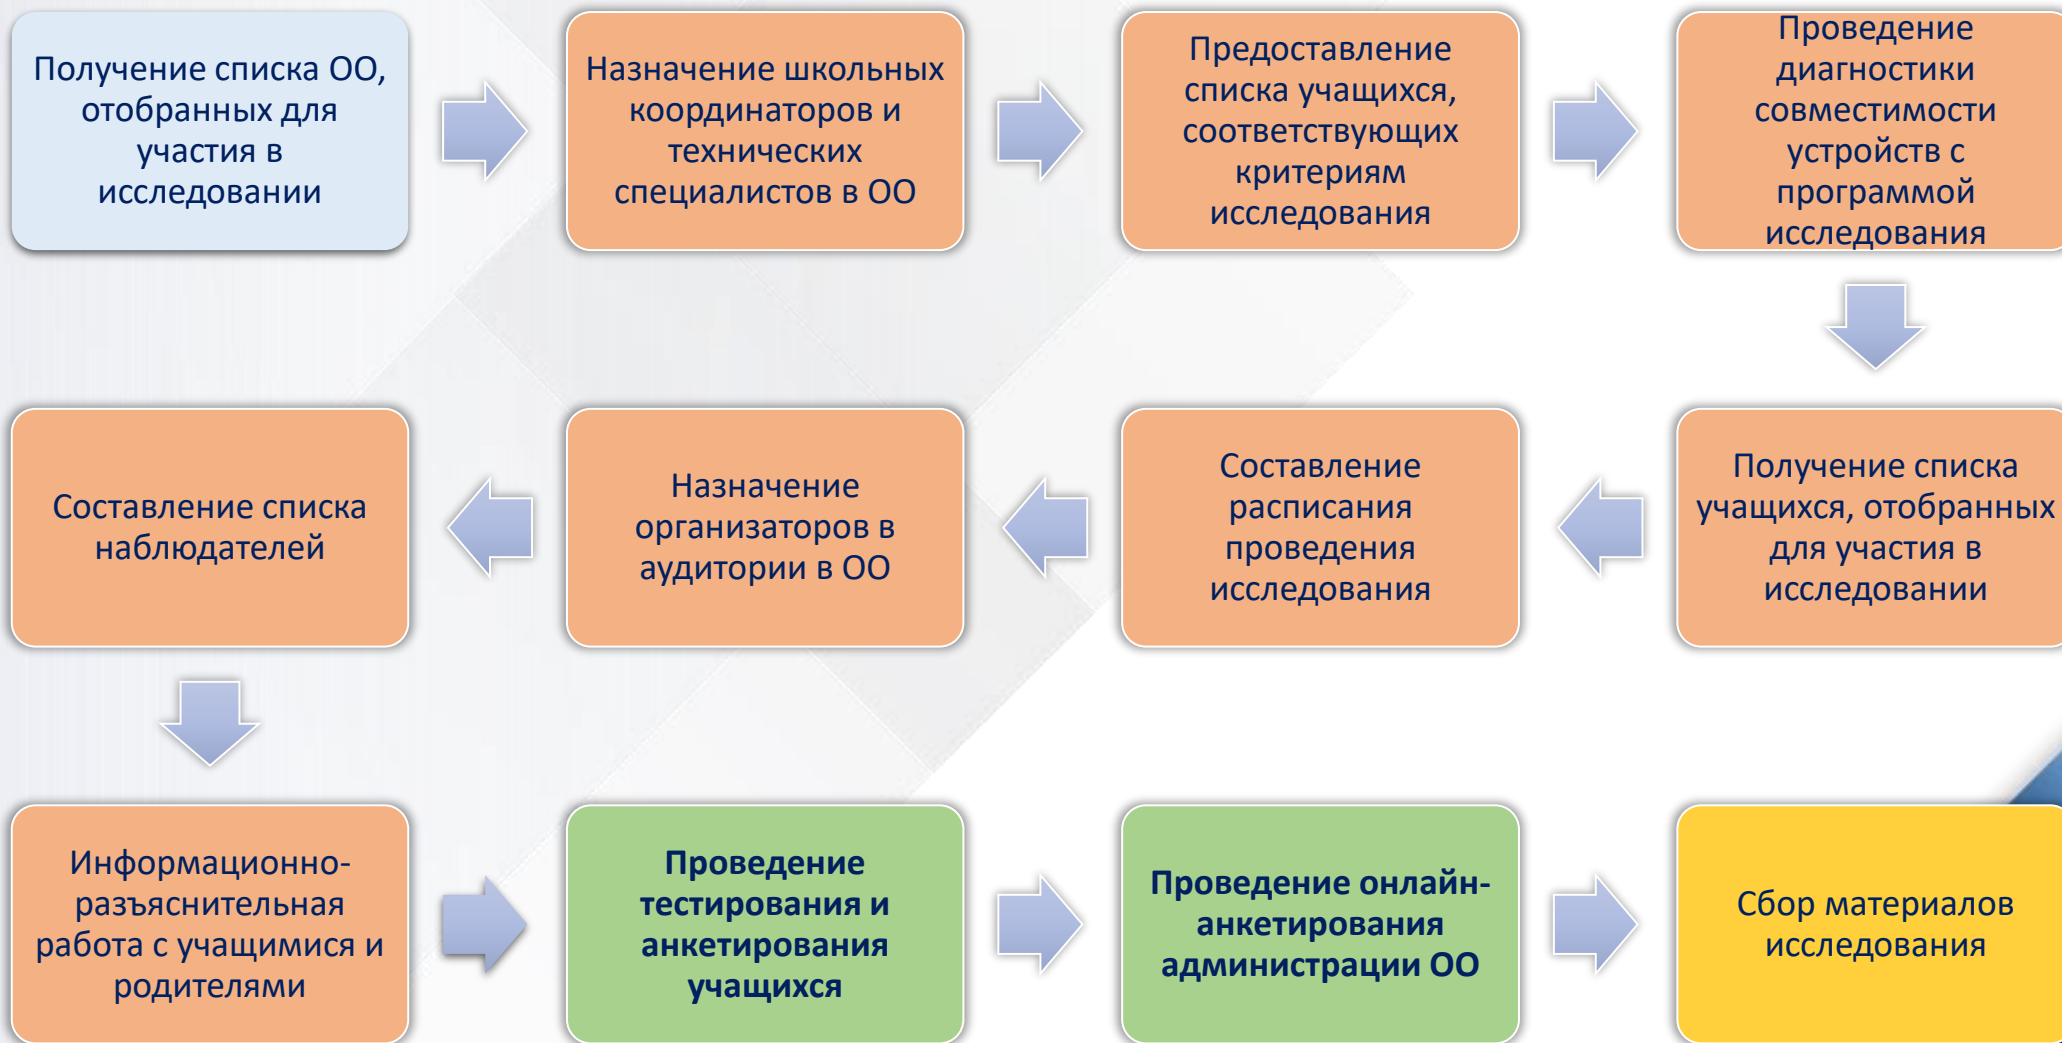 Получение списка ОО,
отобранных для
участия в
исследовании
Назначение школьных
координаторов и
технических
специалистов в ОО
Предоставление
списка учащихся,
соответствующих
критериям
исследования
Проведение
диагностики
совместимости
устройств с
программой
исследования
Получение списка
учащихся, отобранных
для участия в
исследовании
Составление
расписания
проведения
исследования
Назначение
организаторов в
аудитории в ОО
Составление списка
наблюдателей
Информационно-
разъяснительная
работа с учащимися и
родителями
Проведение
тестирования и
анкетирования
учащихся
Проведение онлайн-
анкетирования
администрации ОО
Сбор материалов
исследования